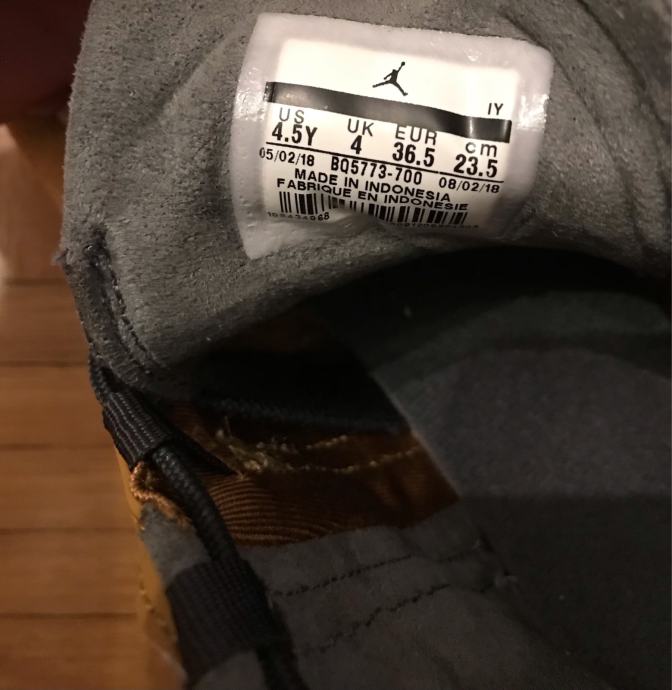 IY
US UK EUR cm
4.5Y 4 36.5 23.5
05/02/18 BQ5773-700 08/02/18
MADE IN INDONESIA
FABRIQUE EN INDONESIE